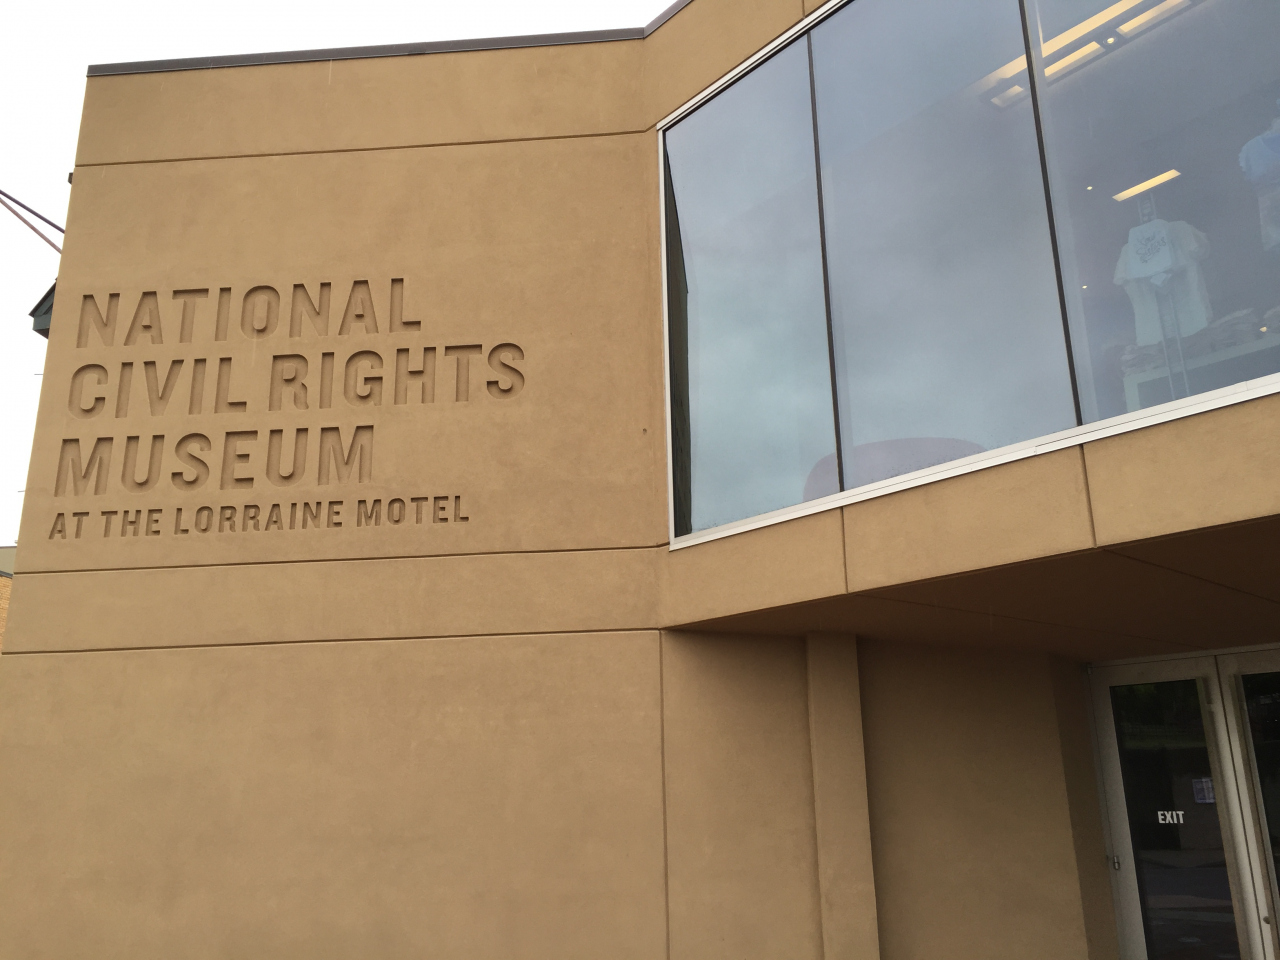 NATIONAL
CIVIL RIGHTS
MUSEUM
AT THE LORRAINE MOTEL
EXIT